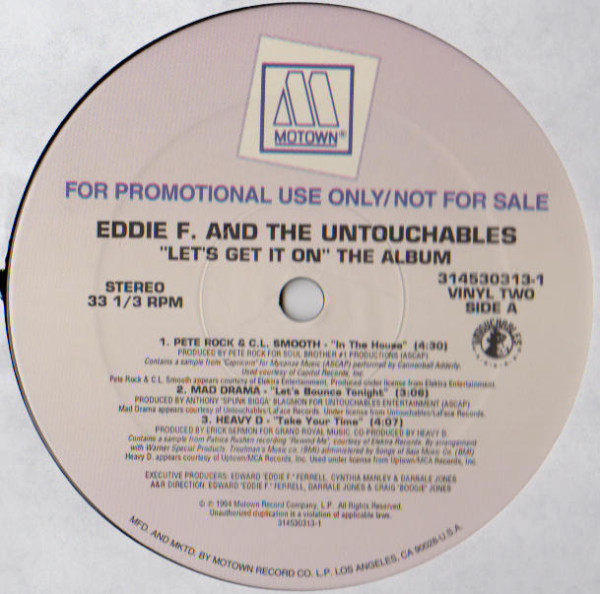 MOTOWN®
FOR PROMOTIONAL USE ONLY/NOT FOR SALE
EDDIE F. AND THE UNTOUCHABLES
"LET'S GET IT ON" THE ALBUM
STEREO
33 1/3 RPM
314530313-1
VINYL TWO
SIDE A
UNTOUCHABLES
1. PETE ROCK & C.L. SMOOTH - "In The House" (4:30)
PRODUCED BY PETE ROCK FOR SOUL BROTHER #1 PRODUCTIONS (ASCAP)
Contains a sample from "Capricorn" for Mycanae Music (ASCAP) performed by Cannonball Adderly.
Used courtesy of Capitol Records, Inc.
Pete Rock & C.L. Smooth appears courtesy of Elektra Entertainment. Produced under license from Elektra Entertainment.
2. MAD DRAMA - "Let's Bounce Tonight" (3:06)
PRODUCED BY ANTHONY "SPUNK BIGGA" BLAGMON FOR UNTOUCHABLES ENTERTAINMENT (ASCAP)
Mad Drama appears courtesy of Untouchables/LaFace Records. Under license from Untouchables/LaFace Records.
3. HEAVY D - "Take Your Time" (4:07)
PRODUCED BY ERICK SERMON FOR GRAND ROYAL MUSIC. CO-PRODUCED BY HEAVY D.
Contains a sample from Patrice Rushen recording "Remind Me", courtesy of Elektra Records. By arrangement
with Warner Special Products. Troutman's Music Co. (BMI) administered by Songs of Baza Music Co. (BMI)
Heavy D. appears courtesy of Uptown/MCA Records, Inc. Used under license from Uptown/MCA Records, Inc.
EXECUTIVE PRODUCERS: EDWARD "EDDIE F." FERRELL, CYNTHIA MANLEY & DARRALE JONES
A&R DIRECTION: EDWARD "EDDIE F." FERRELL, DARRALE JONES & CRAIG "BOOGIE" JONES
© ℗ 1994 Motown Record Company, L.P. All Rights Reserved.
Unauthorized duplication is a violation of applicable laws.
314530313-1
MFD. AND MKTD. BY MOTOWN RECORD CO. L.P. LOS ANGELES, CA 90028-U.S.A.